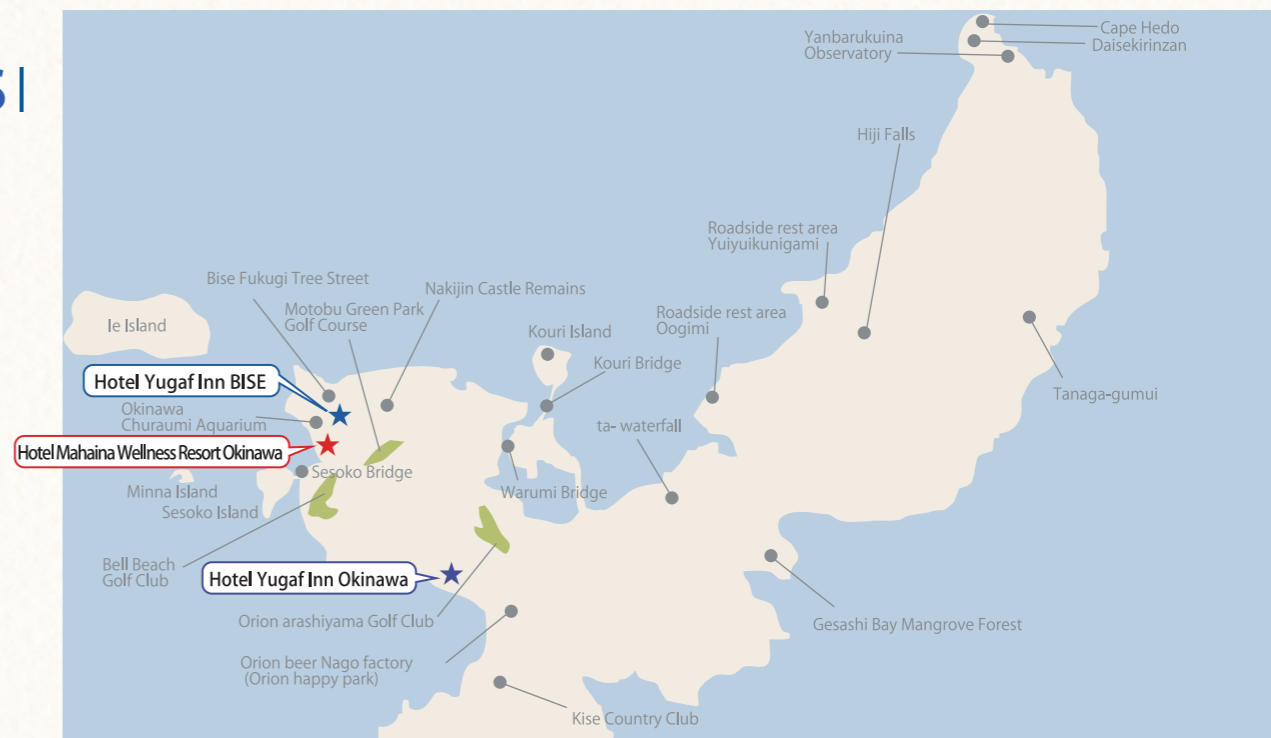 S
Cape Hedo
Yanbarukuina
Observatory
Daisekirinzan
Hiji Falls
Roadside rest area
Yuiyuikunigami
Bise Fukugi Tree Street
Nakijin Castle Remains
Motobu Green Park
Golf Course
Ie Island
Kouri Island
Roadside rest area
Oogimi
Kouri Bridge
Hotel Yugaf Inn BISE
Tanaga-gumui
Okinawa
Churaumi Aquarium
ta- waterfall
Hotel Mahaina Wellness Resort Okinawa
Sesoko Bridge
Minna Island
Warumi Bridge
Sesoko Island
Bell Beach
Golf Club
Hotel Yugaf Inn Okinawa
Orion arashiyama Golf Club
Gesashi Bay Mangrove Forest
Orion beer Nago factory
(Orion happy park)
Kise Country Club